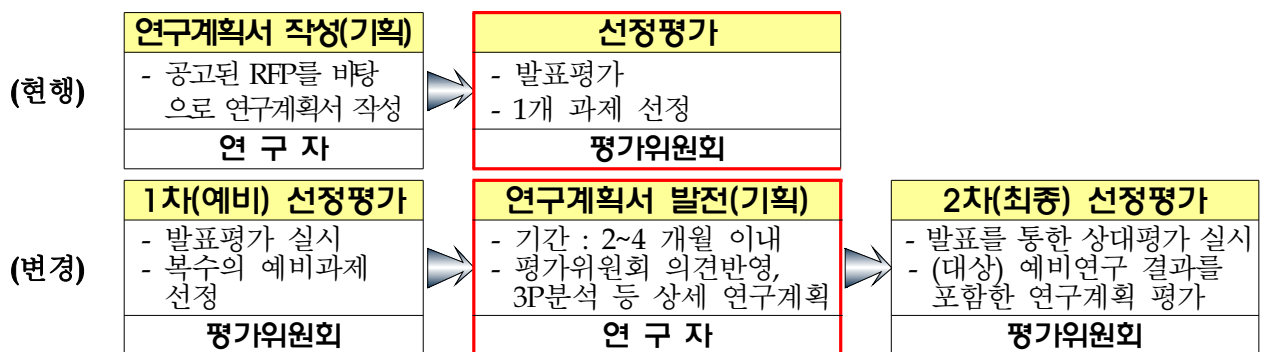 연구계획서 작성(기획)
선정평가
(현행)
- 공고된 RFP를 바탕
으로 연구계획서 작성
- 발표평가
- 1개 과제 선정
연 구 자
평가위원회
1차(예비) 선정평가
연구계획서 발전(기획)
2차(최종) 선정평가
(변경)
- 발표평가 실시
- 복수의 예비과제
선정
- 기간 : 2~4 개월 이내
- 평가위원회 의견반영,
3P분석 등 상세 연구계획
- 발표를 통한 상대평가 실시
- (대상) 예비연구 결과를
포함한 연구계획 평가
평가위원회
연 구 자
평가위원회